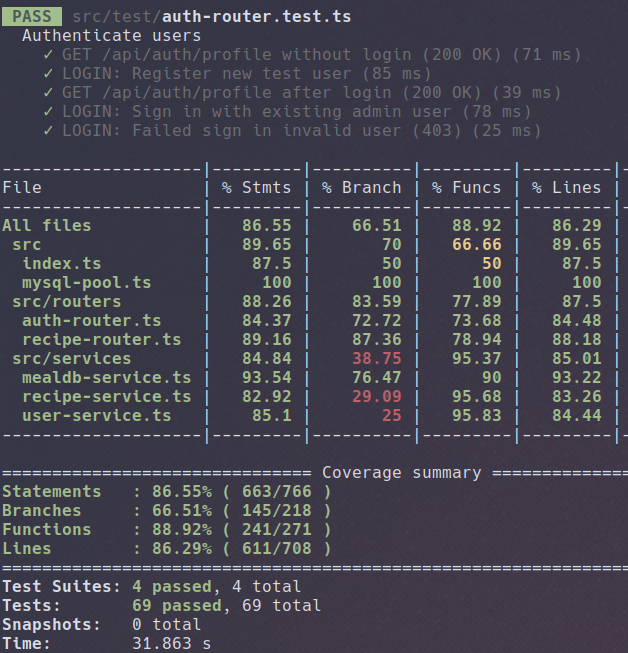 PASS src/test/auth-router.test.ts
Authenticate users
✓ GET /api/auth/profile without login (200 OK) (71 ms)
✓ LOGIN: Register new test user (85 ms)
✓ GET /api/auth/profile after login (200 OK) (39 ms)
✓ LOGIN: Sign in with existing admin user (78 ms)
✓ LOGIN: Failed sign in invalid user (403) (25 ms)
--------------------|---------|----------|---------|---------|-
File                | % Stmts | % Branch | % Funcs | % Lines |
--------------------|---------|----------|---------|---------|-
All files           |   86.55 |    66.51 |   88.92 |   86.29 |
 src                |   89.65 |       70 |   66.66 |   89.65 |
  index.ts          |    87.5 |       50 |      50 |    87.5 |
  mysql-pool.ts     |     100 |      100 |     100 |     100 |
 src/routers        |   88.26 |    83.59 |   77.89 |    87.5 |
  auth-router.ts    |   84.37 |    72.72 |   73.68 |   84.48 |
  recipe-router.ts  |   89.16 |    87.36 |   78.94 |   88.18 |
 src/services       |   84.84 |    38.75 |   95.37 |   85.01 |
  mealdb-service.ts |   93.54 |    76.47 |      90 |   93.22 |
  recipe-service.ts |   82.92 |    29.09 |   95.68 |   83.26 |
  user-service.ts   |    85.1 |       25 |   95.83 |   84.44 |
--------------------|---------|----------|---------|---------|-
=============================== Coverage summary ==============
Statements   : 86.55% ( 663/766 )
Branches     : 66.51% ( 145/218 )
Functions    : 88.92% ( 241/271 )
Lines        : 86.29% ( 611/708 )
===============================================================
Test Suites: 4 passed, 4 total
Tests:       69 passed, 69 total
Snapshots:   0 total
Time:        31.863 s